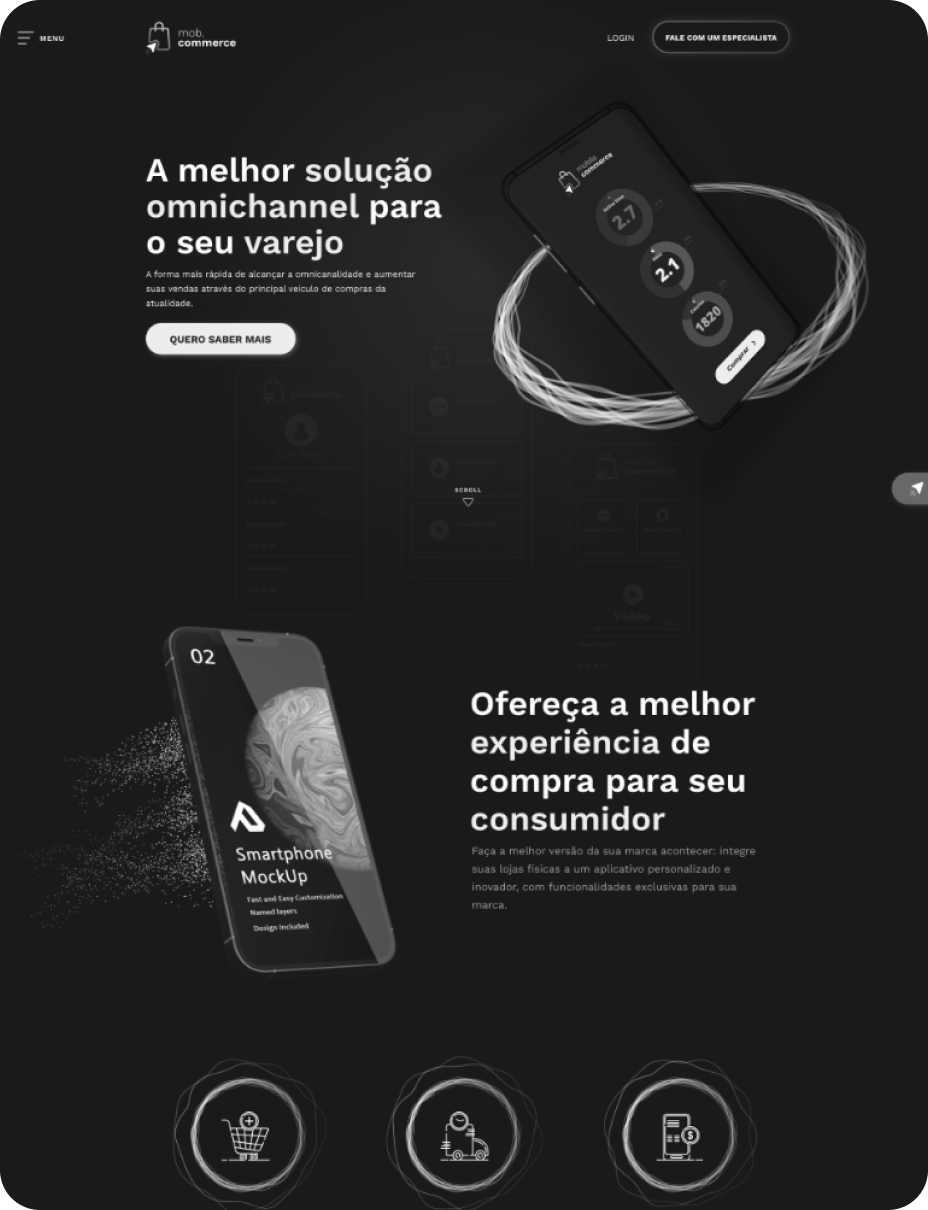 MENU
mob.
commerce
LOGIN
FALE COM UM ESPECIALISTA
A melhor solução
omnichannel para
o seu varejo
A forma mais rápida de alcançar a omnicanalidade e aumentar
suas vendas através do principal veículo de compras da
atualidade.
QUERO SABER MAIS
mobile
commerce
2.7
2.1
1820
Comprar
commerce
SCROLL
Video
02
Smartphone
MockUp
Fast and Easy Customization
Named layers
Design Included
Ofereça a melhor
experiência de
compra para seu
consumidor
Faça a melhor versão da sua marca acontecer: integre
suas lojas físicas a um aplicativo personalizado e
inovador, com funcionalidades exclusivas para sua
marca.
$